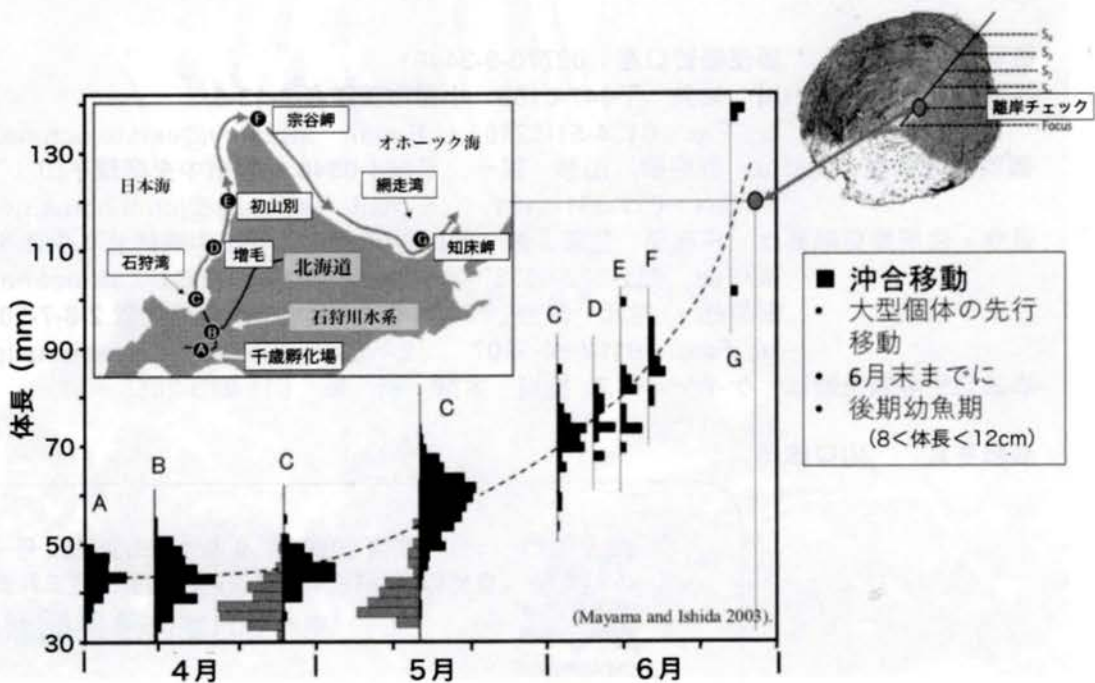 S₄
S₃
S₂
離岸チェック
Focus
宗谷岬
オホーツク海
日本海
網走湾
初山別
石狩湾
増毛
北海道
知床岬
石狩川水系
千歳孵化場
A
B
C
D
E
F
G
体長 (mm)
130
110
90
70
50
30
A
B
C
C
C
D
E
F
G
4月
5月
6月
(Mayama and Ishida 2003).
■ 沖合移動
• 大型個体の先行
移動
• 6月末までに
• 後期幼魚期
(8<体長<12cm)